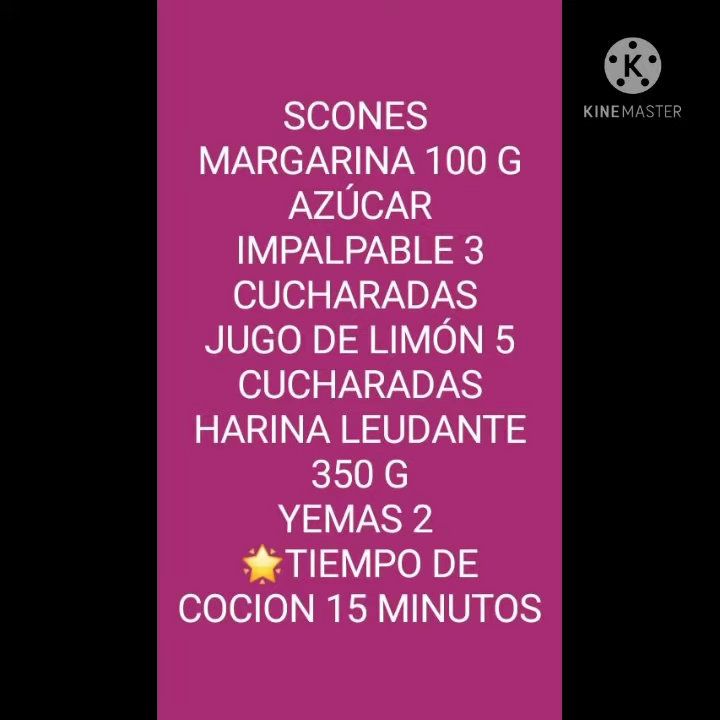 SCONES
MARGARINA 100 G
AZÚCAR
IMPALPABLE 3
CUCHARADAS
JUGO DE LIMÓN 5
CUCHARADAS
HARINA LEUDANTE
350 G
YEMAS 2
🌟TIEMPO DE
COCION 15 MINUTOS
K
KINEMASTER